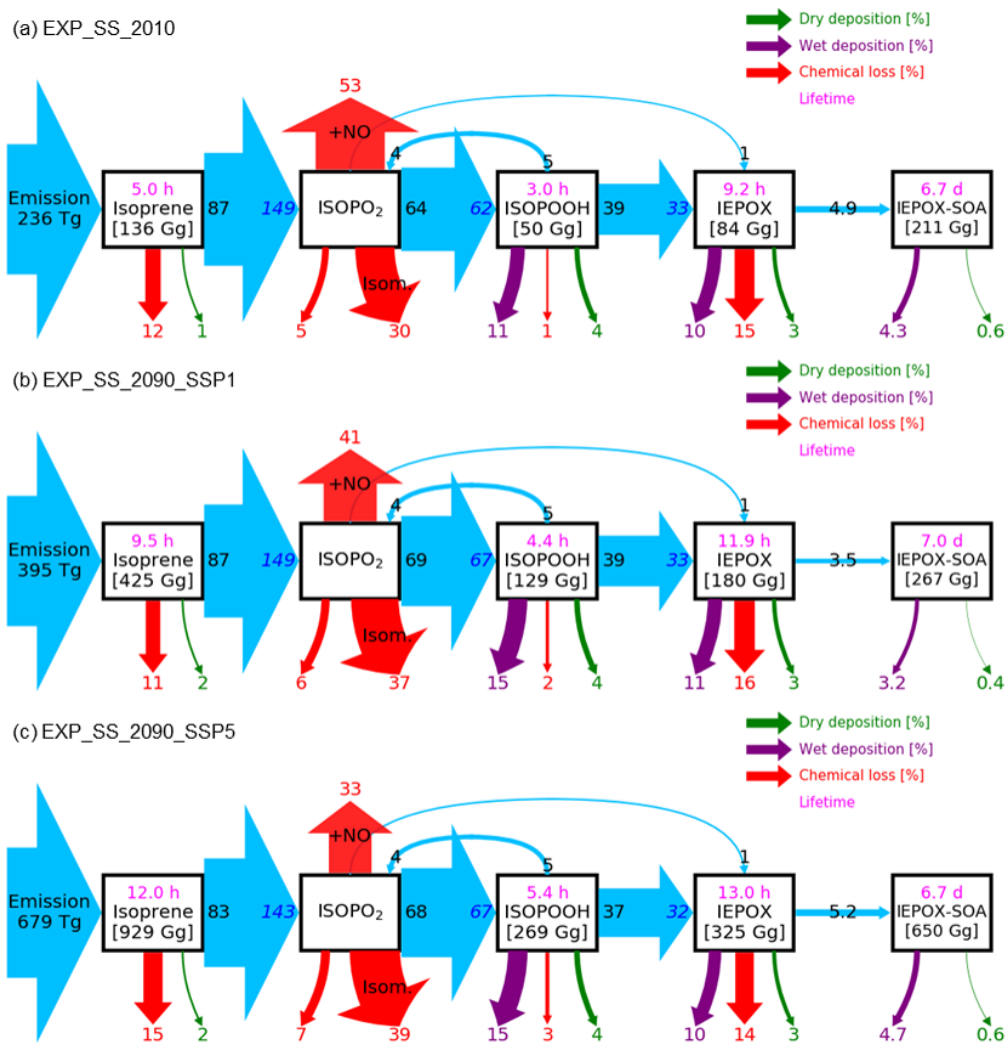 (a) EXP_SS_2010
Dry deposition [%]
Wet deposition [%]
Chemical loss [%]
Lifetime
53
+NO
4
5
1
Emission
236 Tg
5.0 h
Isoprene
[136 Gg]
87
149
ISOPO2
64
62
3.0 h
ISOPOOH
[50 Gg]
39
33
9.2 h
IEPOX
[84 Gg]
4.9
6.7 d
IEPOX-SOA
[211 Gg]
Isom.
12
1
5
30
11
1
4
10
15
3
4.3
0.6
(b) EXP_SS_2090_SSP1
Dry deposition [%]
Wet deposition [%]
Chemical loss [%]
Lifetime
41
+NO
4
5
1
Emission
395 Tg
9.5 h
Isoprene
[425 Gg]
87
149
ISOPO2
69
67
4.4 h
ISOPOOH
[129 Gg]
39
33
11.9 h
IEPOX
[180 Gg]
3.5
7.0 d
IEPOX-SOA
[267 Gg]
Isom.
11
2
6
37
15
2
4
11
16
3
3.2
0.4
(c) EXP_SS_2090_SSP5
Dry deposition [%]
Wet deposition [%]
Chemical loss [%]
Lifetime
33
+NO
4
5
1
Emission
679 Tg
12.0 h
Isoprene
[929 Gg]
83
143
ISOPO2
68
67
5.4 h
ISOPOOH
[269 Gg]
37
32
13.0 h
IEPOX
[325 Gg]
5.2
6.7 d
IEPOX-SOA
[650 Gg]
Isom.
15
2
7
39
15
3
4
10
14
3
4.7
0.6